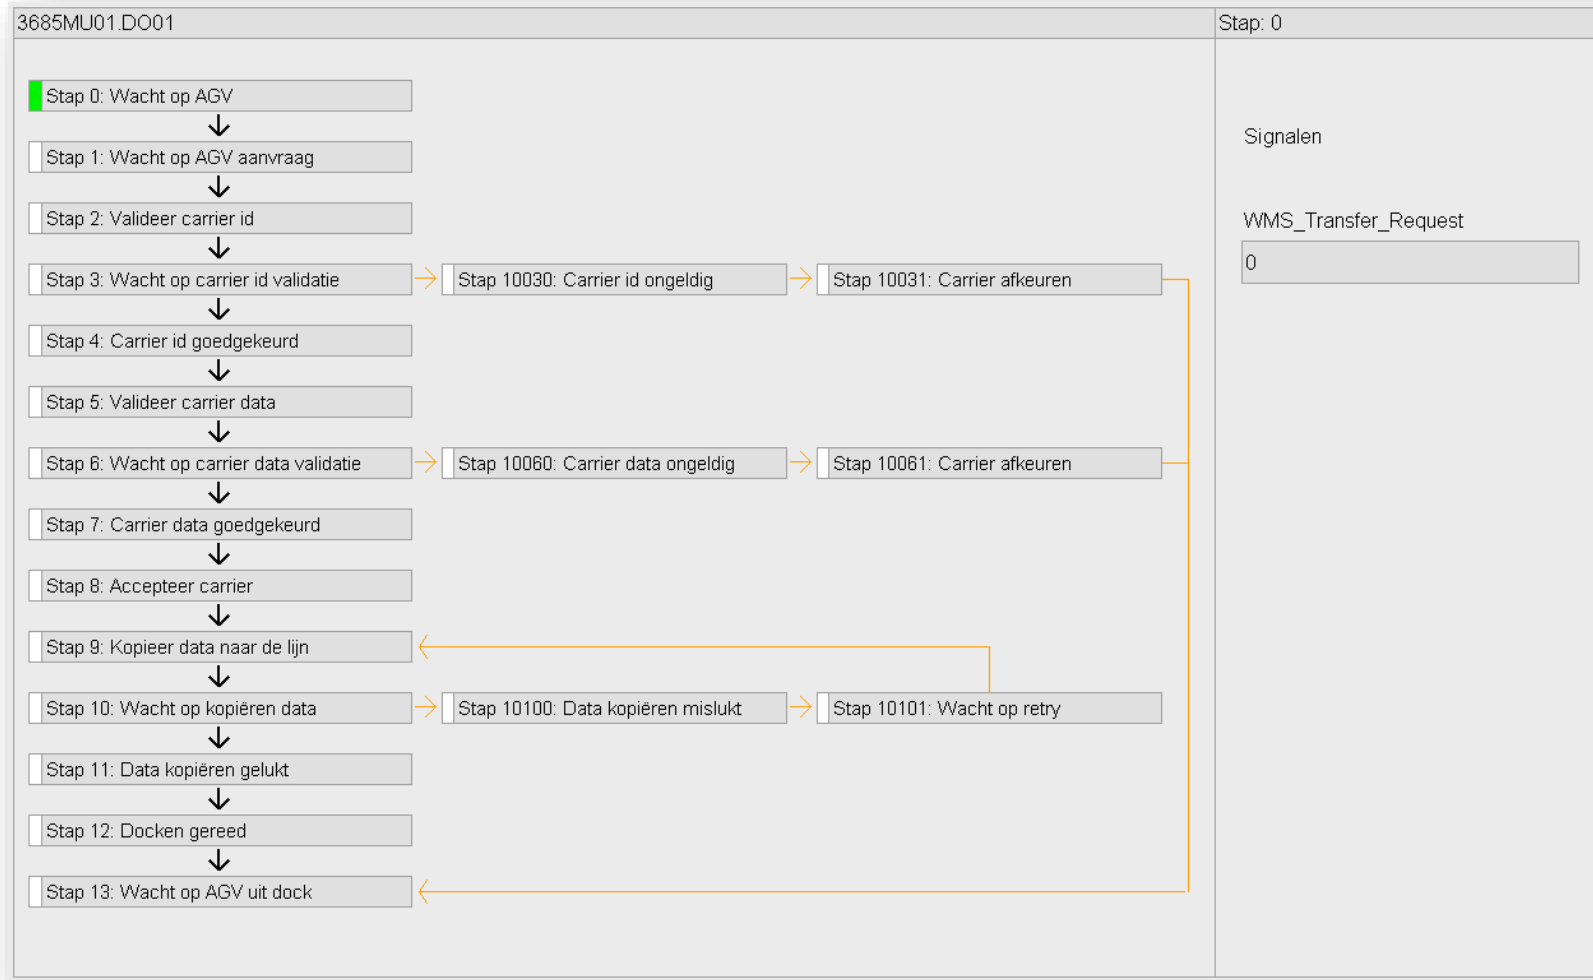 3685MU01.DO01
Stap: 0
Stap 0: Wacht op AGV
Stap 1: Wacht op AGV aanvraag
Stap 2: Valideer carrier id
Stap 3: Wacht op carrier id validatie
Stap 10030: Carrier id ongeldig
Stap 10031: Carrier afkeuren
Stap 4: Carrier id goedgekeurd
Stap 5: Valideer carrier data
Stap 6: Wacht op carrier data validatie
Stap 10060: Carrier data ongeldig
Stap 10061: Carrier afkeuren
Stap 7: Carrier data goedgekeurd
Stap 8: Accepteer carrier
Stap 9: Kopieer data naar de lijn
Stap 10: Wacht op kopiëren data
Stap 10100: Data kopiëren mislukt
Stap 10101: Wacht op retry
Stap 11: Data kopiëren gelukt
Stap 12: Docken gereed
Stap 13: Wacht op AGV uit dock
Signalen
WMS_Transfer_Request
0